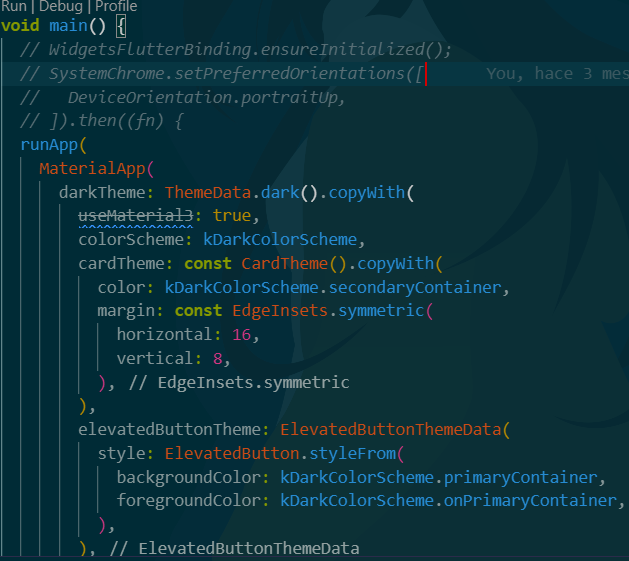 Run | Debug | Profile
void main() {
// WidgetsFlutterBinding.ensureInitialized();
// SystemChrome.setPreferredOrientations([ You, hace 3 mes
//   DeviceOrientation.portraitUp,
// ]).then((fn) {
runApp(
MaterialApp(
darkTheme: ThemeData.dark().copyWith(
useMaterial3: true,
colorScheme: kDarkColorScheme,
cardTheme: const CardTheme().copyWith(
color: kDarkColorScheme.secondaryContainer,
margin: const EdgeInsets.symmetric(
horizontal: 16,
vertical: 8,
), // EdgeInsets.symmetric
),
elevatedButtonTheme: ElevatedButtonThemeData(
style: ElevatedButton.styleFrom(
backgroundColor: kDarkColorScheme.primaryContainer,
foregroundColor: kDarkColorScheme.onPrimaryContainer,
),
), // ElevatedButtonThemeData